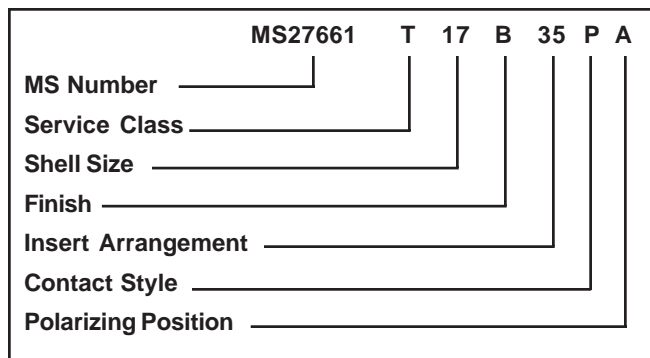 MS27661 T 17 B 35 P A
MS Number
Service Class
Shell Size
Finish
Insert Arrangement
Contact Style
Polarizing Position